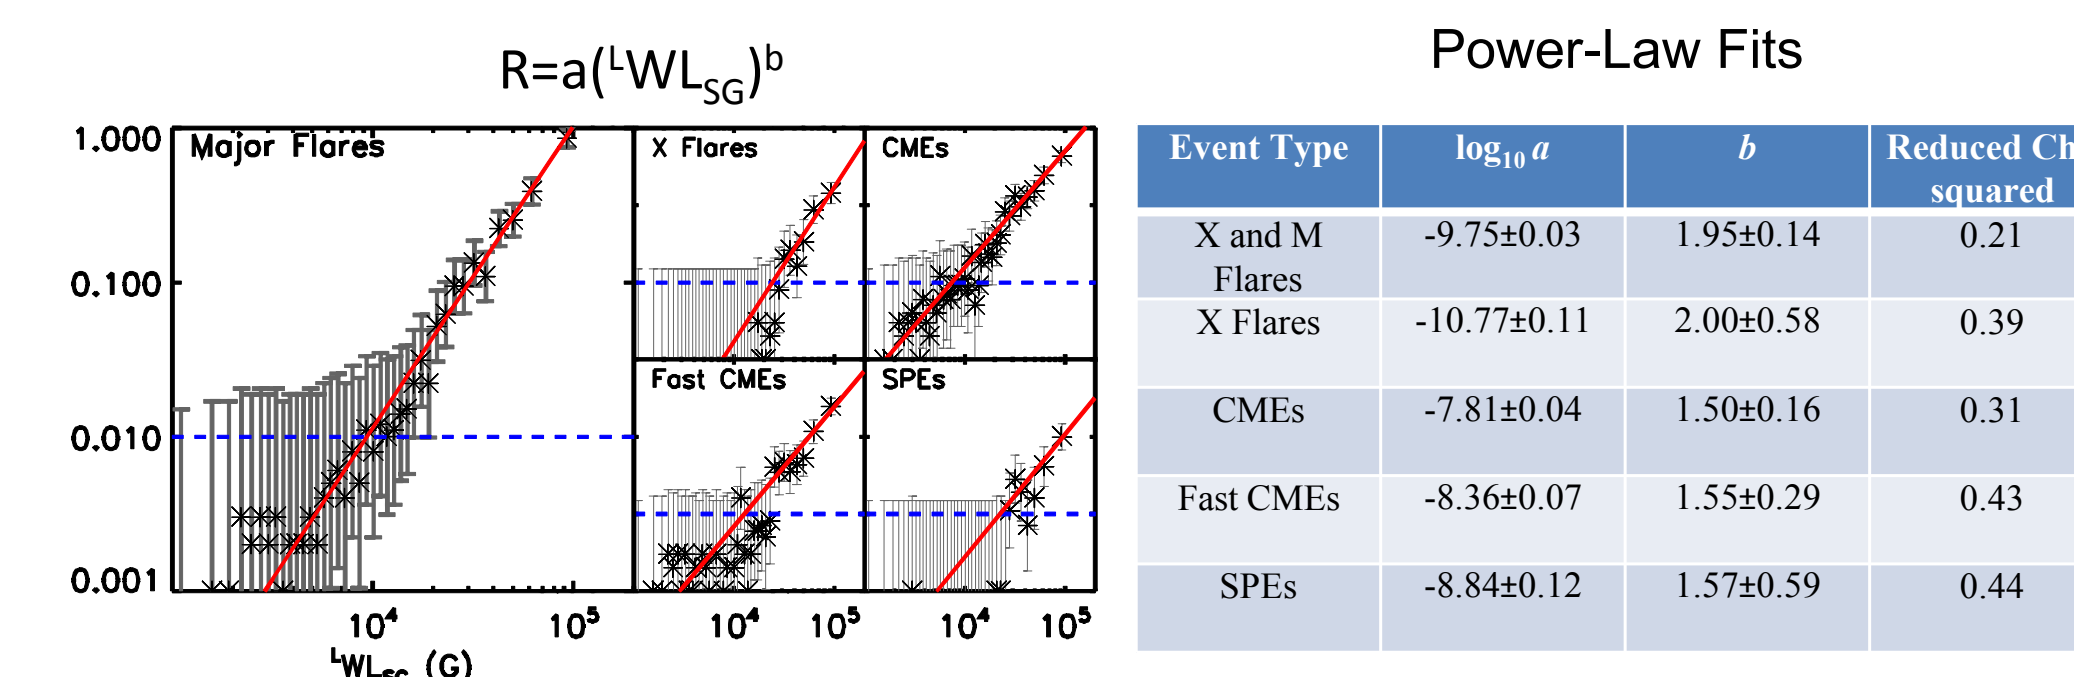 R=a(ᴸWL_SG)ᵇ
Power-Law Fits
1.000
0.100
0.010
0.001
Major Flares
X Flares
CMEs
Fast CMEs
SPEs
10⁴ 10⁵ 10⁴ 10⁵ 10⁴ 10⁵
ᴸWL (G)
Event Type log₁₀ a b Reduced
squared
X and M -9.75±0.03 1.95±0.14 0.21
Flares
X Flares -10.77±0.11 2.00±0.58 0.39
CMEs -7.81±0.04 1.50±0.16 0.31
Fast CMEs -8.36±0.07 1.55±0.29 0.43
SPEs -8.84±0.12 1.57±0.59 0.44